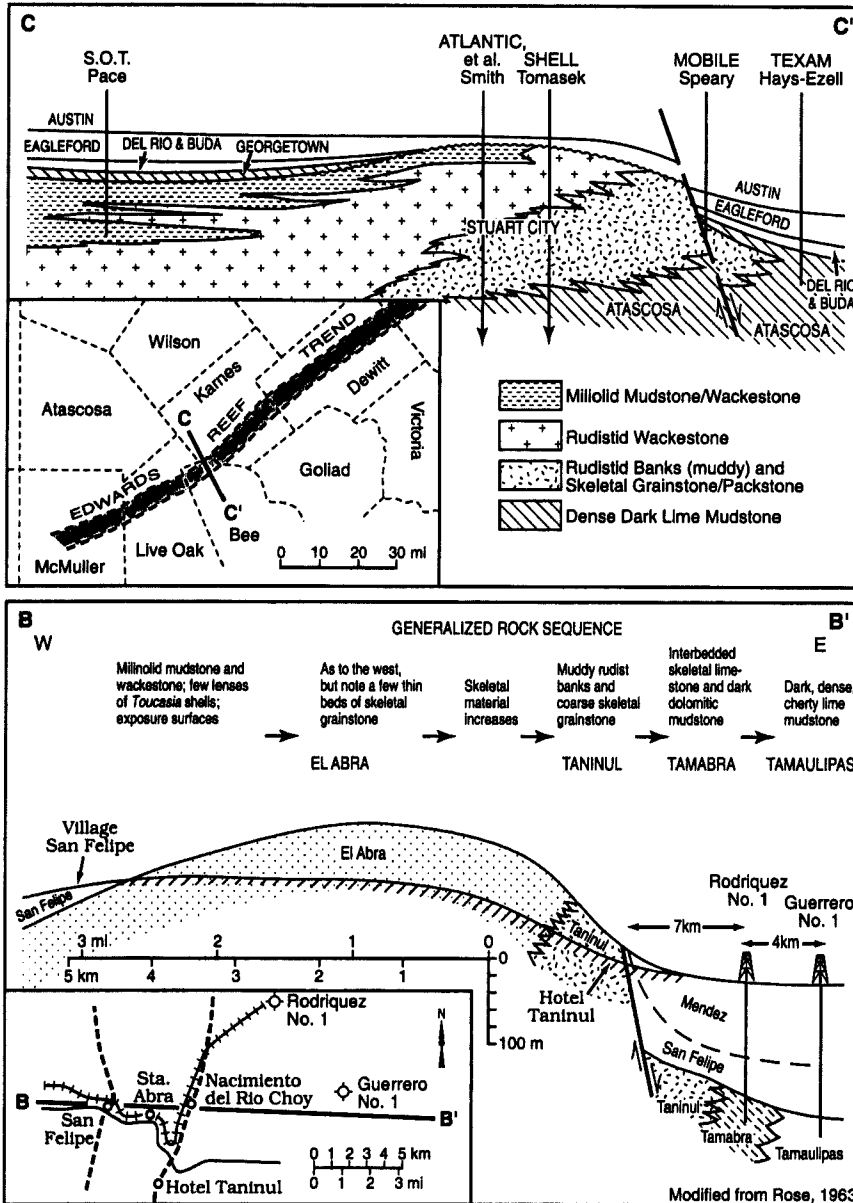 C
C'
S.O.T.
Pace
ATLANTIC,
et al.
Smith
SHELL
Tomasek
MOBILE
Speary
TEXAM
Hays-Ezell
AUSTIN
EAGLEFORD
DEL RIO & BUDA
GEORGETOWN
STUART CITY
AUSTIN
EAGLEFORD
DEL RIO
& BUDA
ATASCOSA
ATASCOSA
Wilson
Karnes
Atascosa
Dewitt
Victoria
Goliad
EDWARDS REEF TREND
C
C'
Bee
Live Oak
McMuller
0 10 20 30 mi
Miliolid Mudstone/Wackestone
Rudistid Wackestone
Rudistid Banks (muddy) and
Skeletal Grainstone/Packstone
Dense Dark Lime Mudstone
B
W
B'
E
GENERALIZED ROCK SEQUENCE
Milinolid mudstone and
wackestone; few lenses
of Toucasia shells;
exposure surfaces
As to the west,
but note a few thin
beds of skeletal
grainstone
Skeletal
material
increases
Muddy rudist
banks and
coarse skeletal
grainstone
Interbedded
skeletal lime-
stone and dark
dolomitic
mudstone
Dark, dense,
cherty lime
mudstone
EL ABRA
TANINUL
TAMABRA
TAMAULIPAS
Village
San Felipe
San Felipe
El Abra
Taninul
Hotel
Taninul
Rodriquez
No. 1
Guerrero
No. 1
7km
4km
3 mi 2 1 0
5 km 4 3 2 1 0
100 m
Mendez
San Felipe
Taninul
Tamabra
Tamaulipas
Rodriquez
No. 1
N
Sta.
Abra
Nacimiento
del Rio Choy
Guerrero
No. 1
B
B'
San
Felipe
Hotel Taninul
0 1 2 3 4 5 km
0 1 2 3 mi
Modified from Rose, 1963